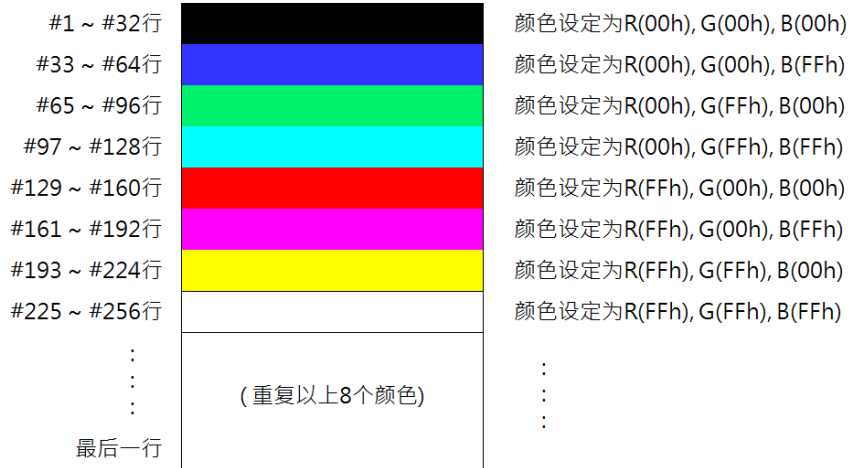 #1 ~ #32行 颜色设定为R(00h), G(00h), B(00h)
#33 ~ #64行 颜色设定为R(00h), G(00h), B(FFh)
#65 ~ #96行 颜色设定为R(00h), G(FFh), B(00h)
#97 ~ #128行 颜色设定为R(00h), G(FFh), B(FFh)
#129 ~ #160行 颜色设定为R(FFh), G(00h), B(00h)
#161 ~ #192行 颜色设定为R(FFh), G(00h), B(FFh)
#193 ~ #224行 颜色设定为R(FFh), G(FFh), B(00h)
#225 ~ #256行 颜色设定为R(FFh), G(FFh), B(FFh)
:
:
: (重复以上8个颜色) :
:
:
最后一行